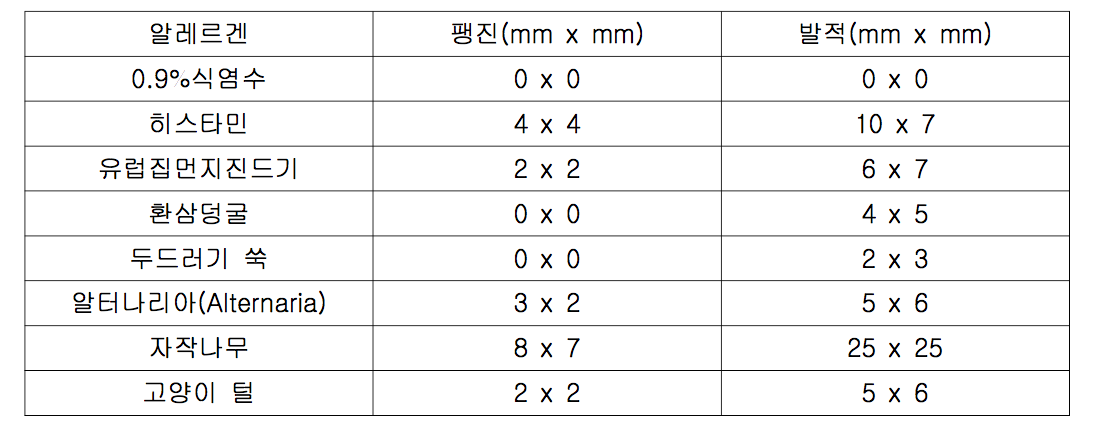 알레르겐 팽진(mm x mm) 발적(mm x mm)
0.9%식염수 0 x 0 0 x 0
히스타민 4 x 4 10 x 7
유럽집먼지진드기 2 x 2 6 x 7
환삼덩굴 0 x 0 4 x 5
두드러기 쑥 0 x 0 2 x 3
알터나리아(Alternaria) 3 x 2 5 x 6
자작나무 8 x 7 25 x 25
고양이 털 2 x 2 5 x 6